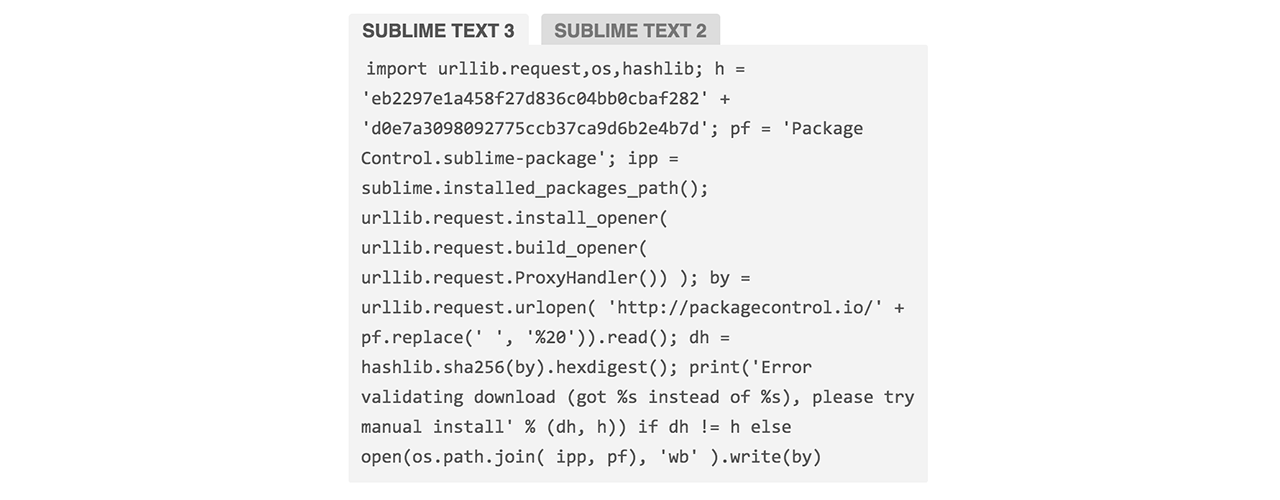 SUBLIME TEXT 3 SUBLIME TEXT 2
import urllib.request,os,hashlib; h =
'eb2297e1a458f27d836c04bb0cbaf282' +
'd0e7a3098092775ccb37ca9d6b2e4b7d'; pf = 'Package
Control.sublime-package'; ipp =
sublime.installed_packages_path();
urllib.request.install_opener(
urllib.request.build_opener(
urllib.request.ProxyHandler()) ); by =
urllib.request.urlopen( 'http://packagecontrol.io/' +
pf.replace(' ', '%20')).read(); dh =
hashlib.sha256(by).hexdigest(); print('Error
validating download (got %s instead of %s), please try
manual install' % (dh, h)) if dh != h else
open(os.path.join( ipp, pf), 'wb' ).write(by)